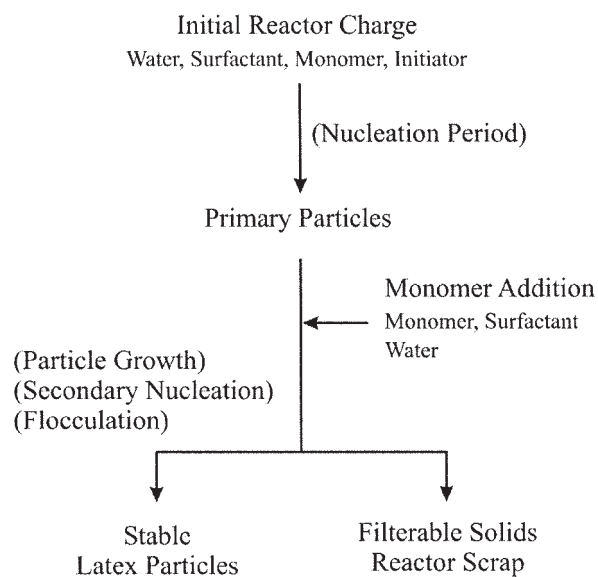 Initial Reactor Charge
Water, Surfactant, Monomer, Initiator
(Nucleation Period)
Primary Particles
Monomer Addition
Monomer, Surfactant
Water
(Particle Growth)
(Secondary Nucleation)
(Flocculation)
Stable
Latex Particles
Filterable Solids
Reactor Scrap